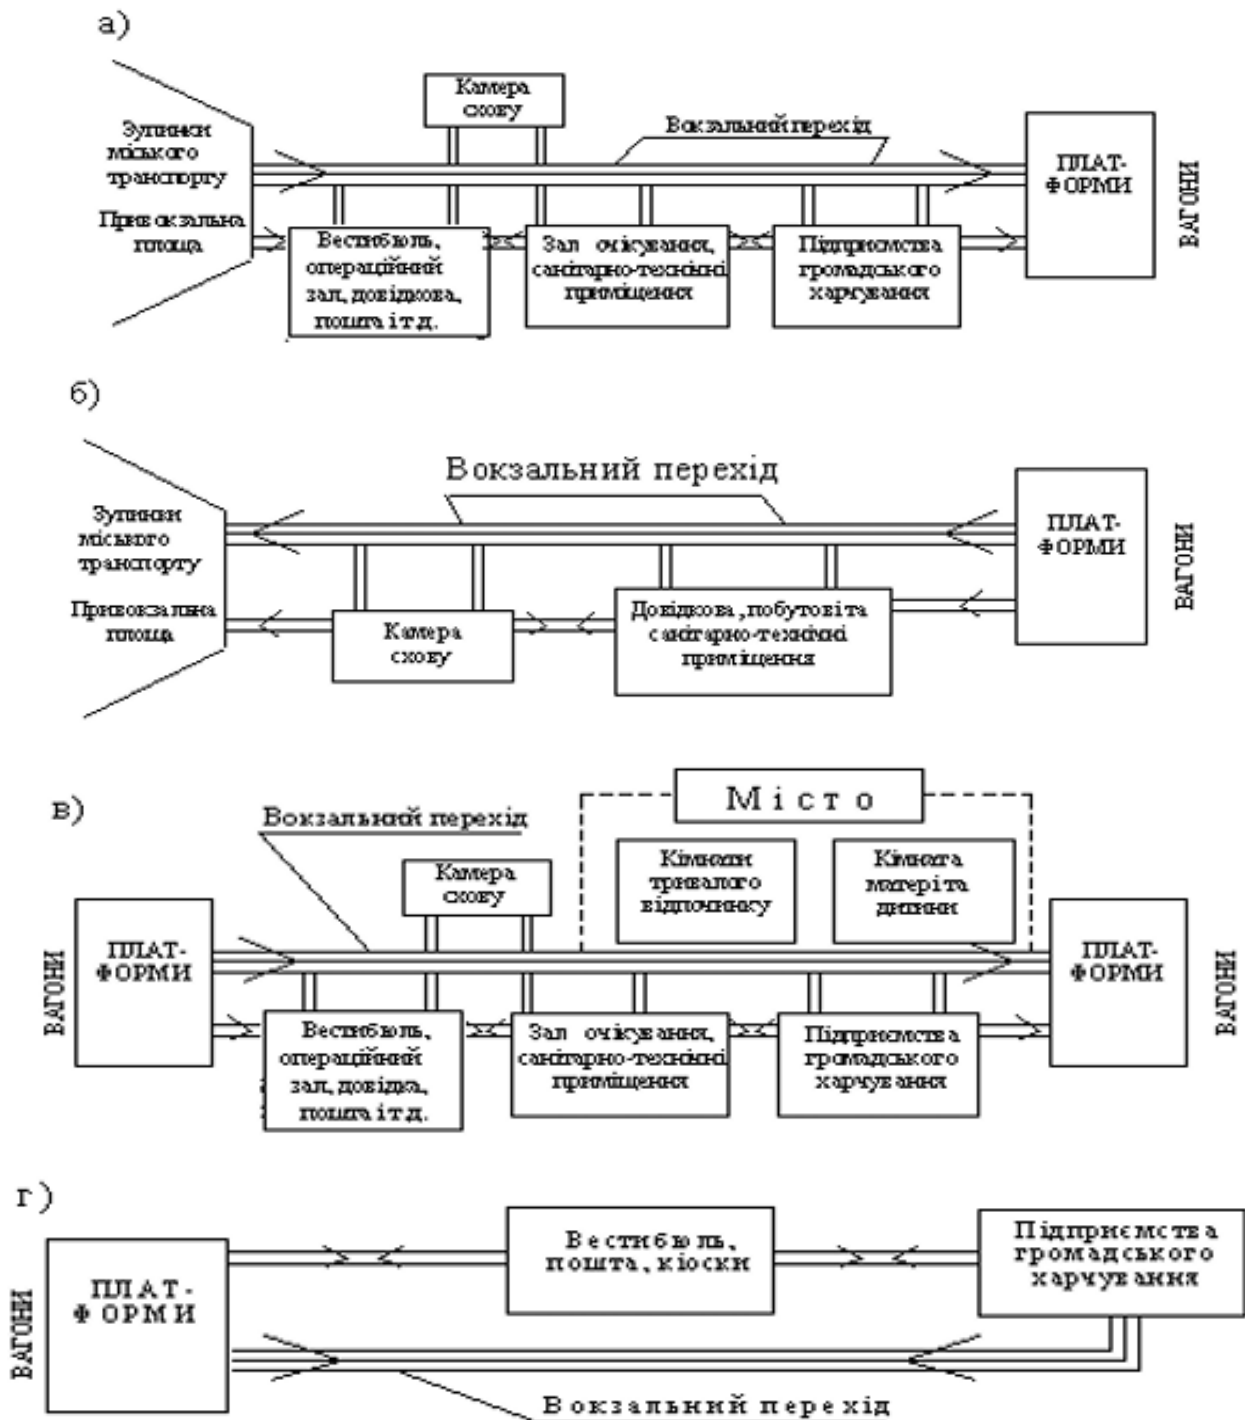 а)
Камера
схову
Вокзальний перехід
Зупинки
міського
транспорту
Привокзальна
площа
ПЛАТ-
ФОРМИ
ВАГОНИ
Вестибюль,
операційний
зал, довідкова,
пошта і т.д.
Зал очікування,
санітарно-технічні
приміщення
Підприємства
громадського
харчування
б)
Вокзальний перехід
Зупинки
міського
транспорту
Привокзальна
площа
ПЛАТ-
ФОРМИ
ВАГОНИ
Камера
схову
Довідкова, побутові та
санітарно-технічні
приміщення
в)
Вокзальний перехід
Місто
Камера
схову
Кімнати
тривалого
відпочинку
Кімната
матері та
дитини
ВАГОНИ
ПЛАТ-
ФОРМИ
ПЛАТ-
ФОРМИ
ВАГОНИ
Вестибюль,
операційний
зал, довідка,
пошта і т.д.
Зал очікування,
санітарно-технічні
приміщення
Підприємства
громадського
харчування
г)
ВАГОНИ
ПЛАТ-
ФОРМИ
Вестибюль,
пошта, кіоски
Підприємства
громадського
харчування
Вокзальний перехід